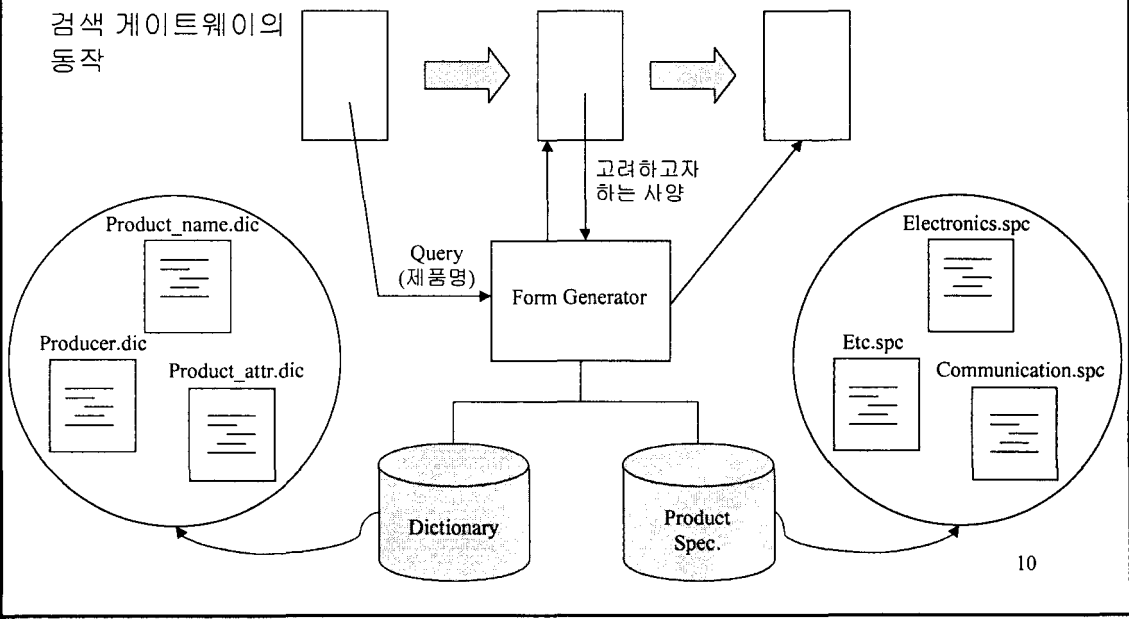 검색 게이트웨이의
동작
고려하고자
하는 사양
Product_name.dic
Query
(제품명)
Form Generator
Electronics.spc
Producer.dic
Product_attr.dic
Etc.spc
Communication.spc
Dictionary
Product
Spec.
10